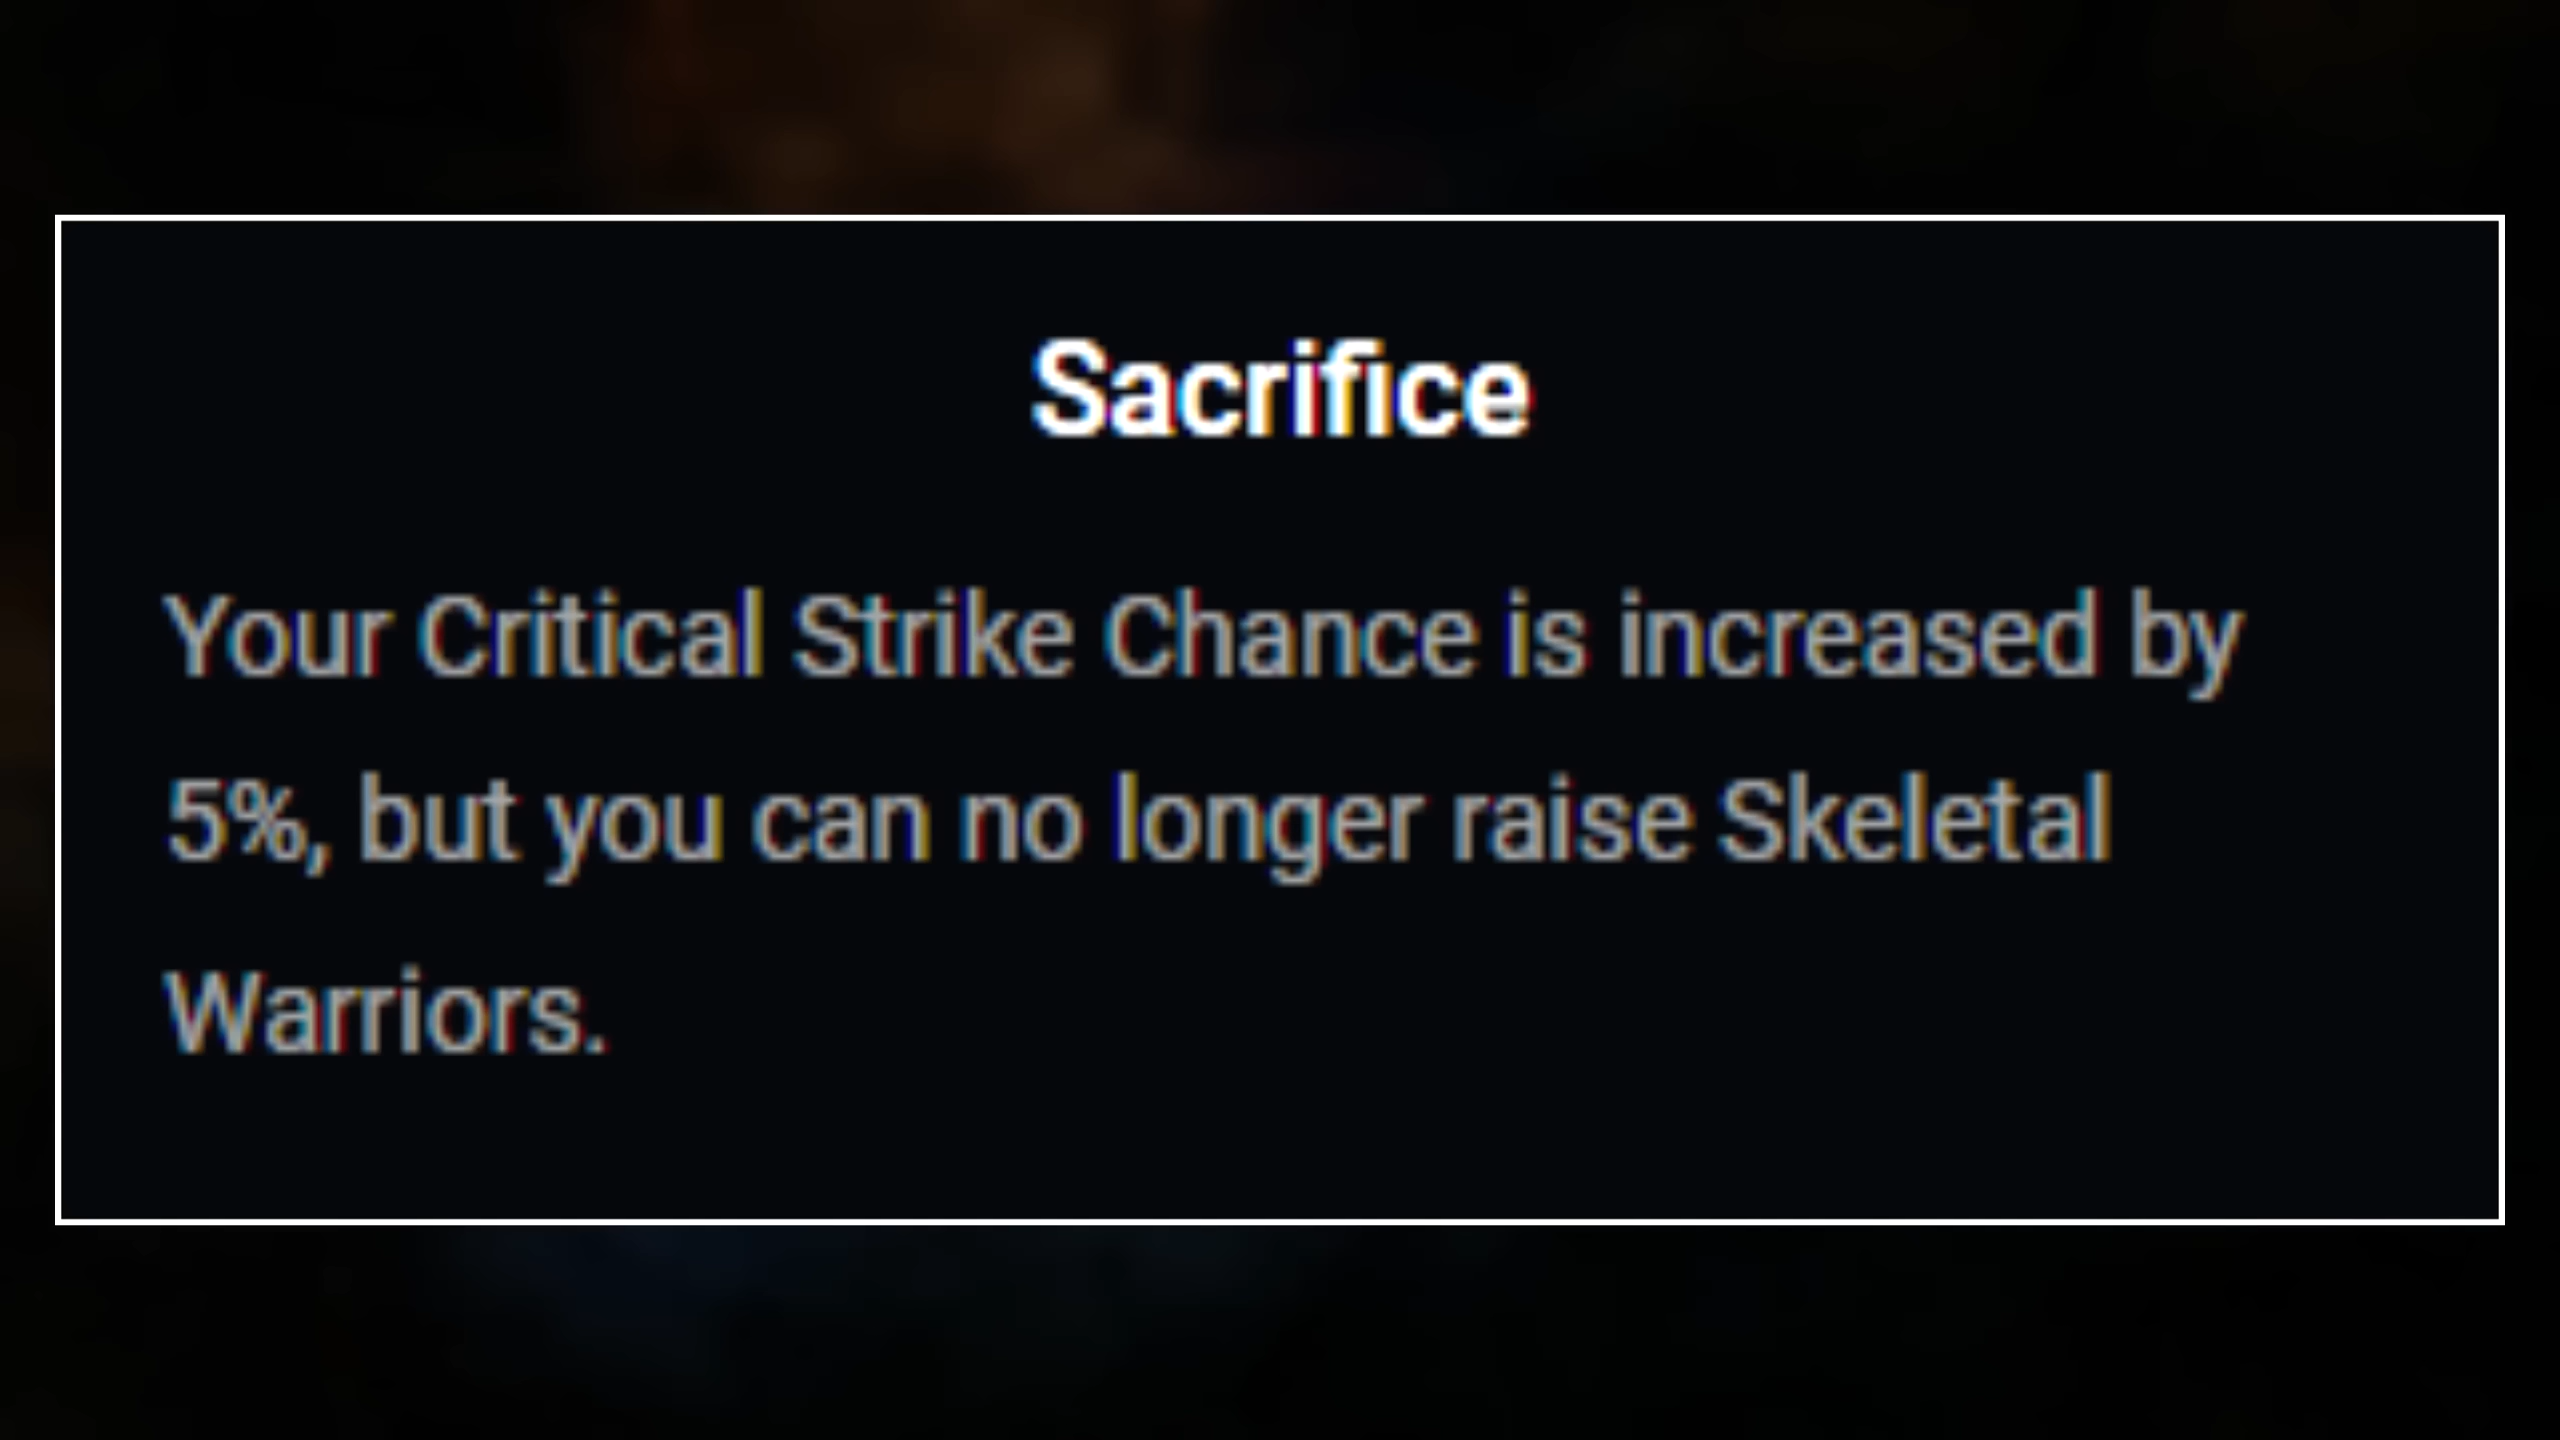 Sacrifice
Your Critical Strike Chance is increased by
5%, but you can no longer raise Skeletal
Warriors.